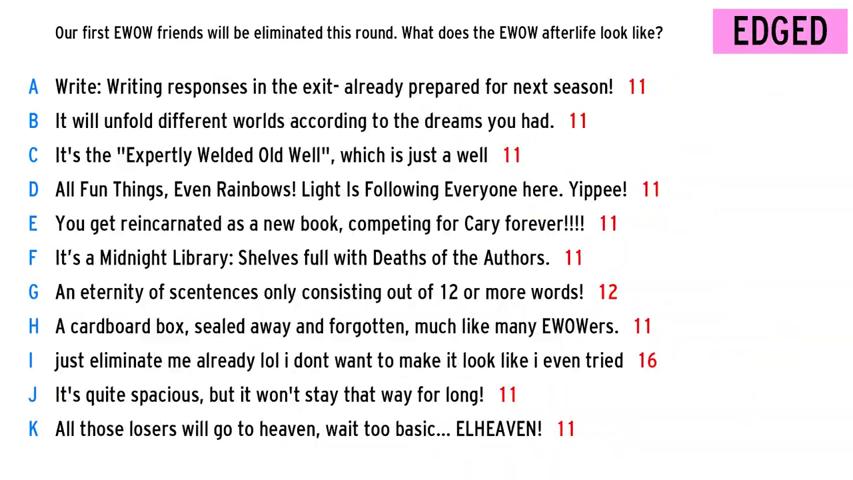 Our first EWOW friends will be eliminated this round. What does the EWOW afterlife look like?
EDGED
A Write: Writing responses in the exit- already prepared for next season! 11
B It will unfold different worlds according to the dreams you had. 11
C It's the "Expertly Welded Old Well", which is just a well 11
D All Fun Things, Even Rainbows! Light Is Following Everyone here. Yippee! 11
E You get reincarnated as a new book, competing for Cary forever!!!! 11
F It’s a Midnight Library: Shelves full with Deaths of the Authors. 11
G An eternity of scentences only consisting out of 12 or more words! 12
H A cardboard box, sealed away and forgotten, much like many EWOWers. 11
I just eliminate me already lol i dont want to make it look like i even tried 16
J It's quite spacious, but it won't stay that way for long! 11
K All those losers will go to heaven, wait too basic... ELHEAVEN! 11